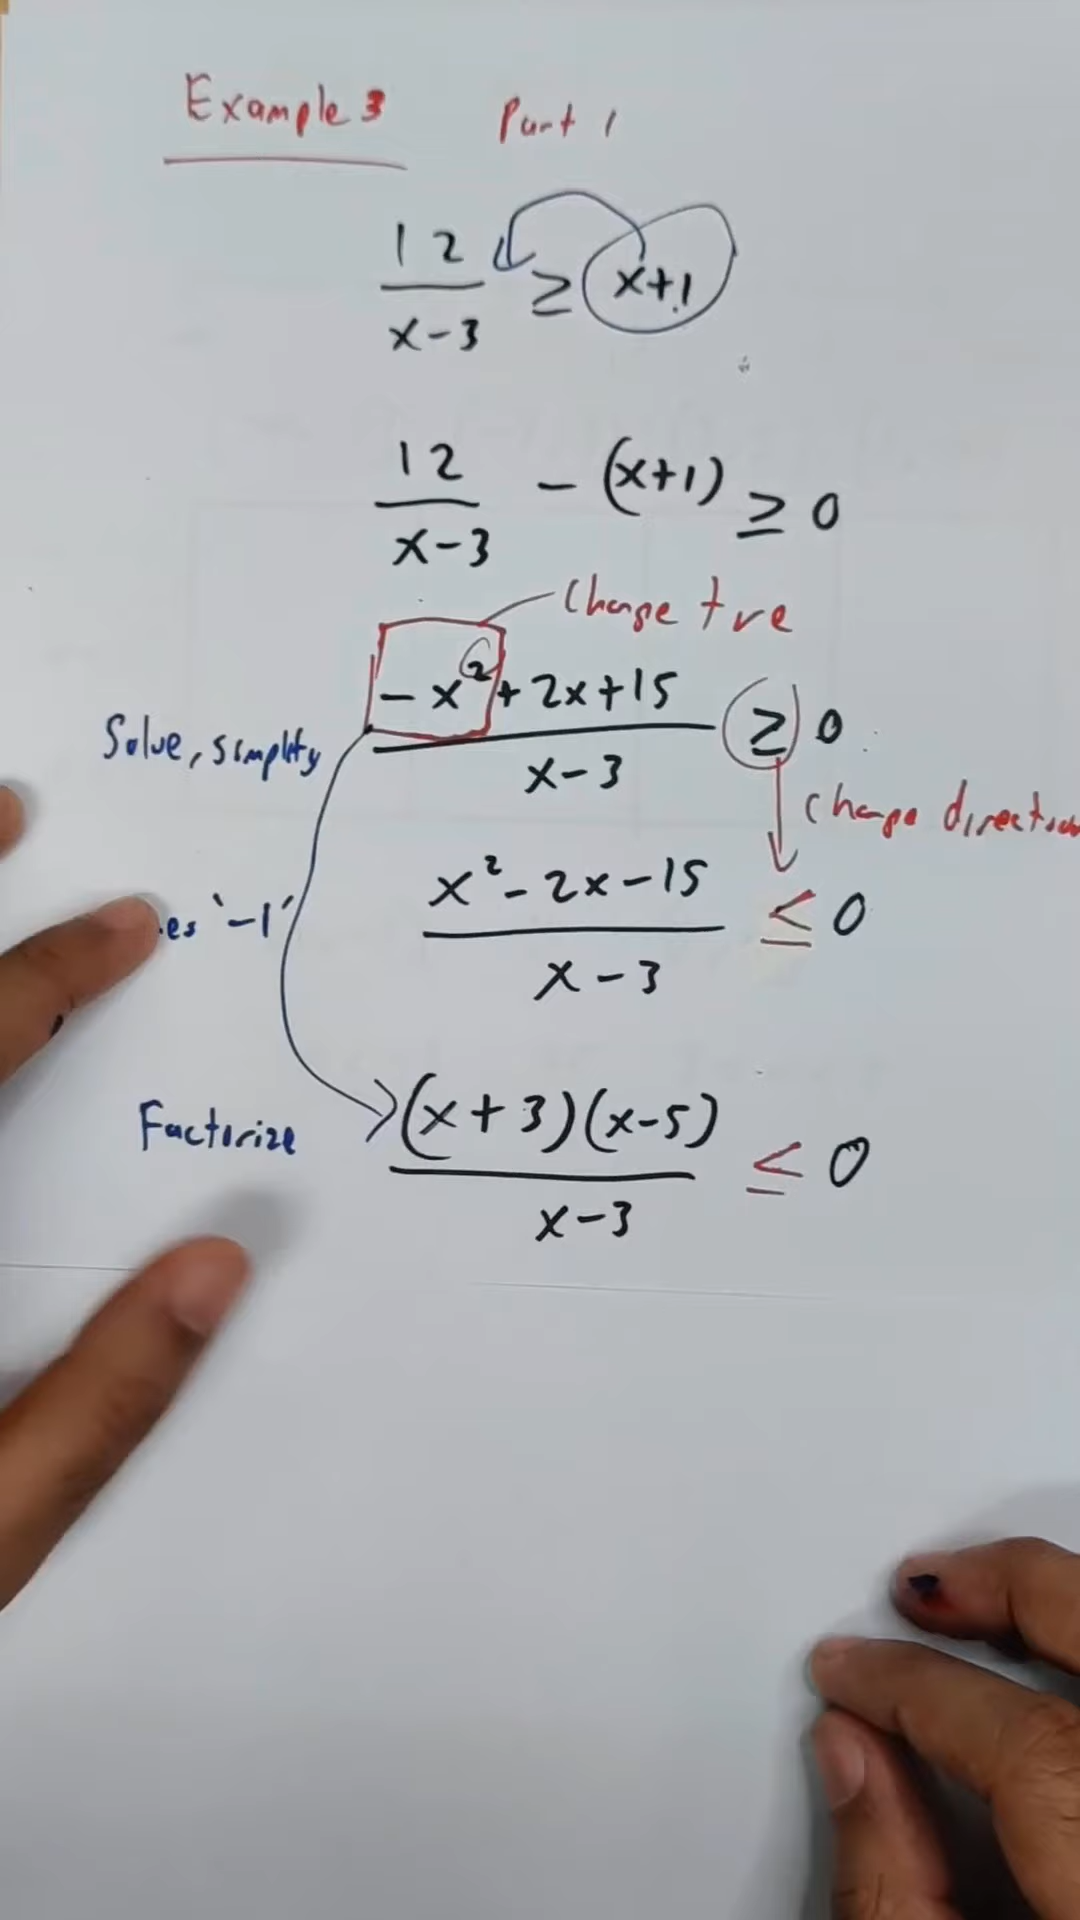 Example 3 Part 1
12/(x-3) ≥ x+1
12/(x-3) - (x+1) ≥ 0
Change +ve
Solve, simplify (-x²+2x+15)/(x-3) ≥ 0
Change direction
es '-1' (x²-2x-15)/(x-3) ≤ 0
Factorize (x+3)(x-5)/(x-3) ≤ 0